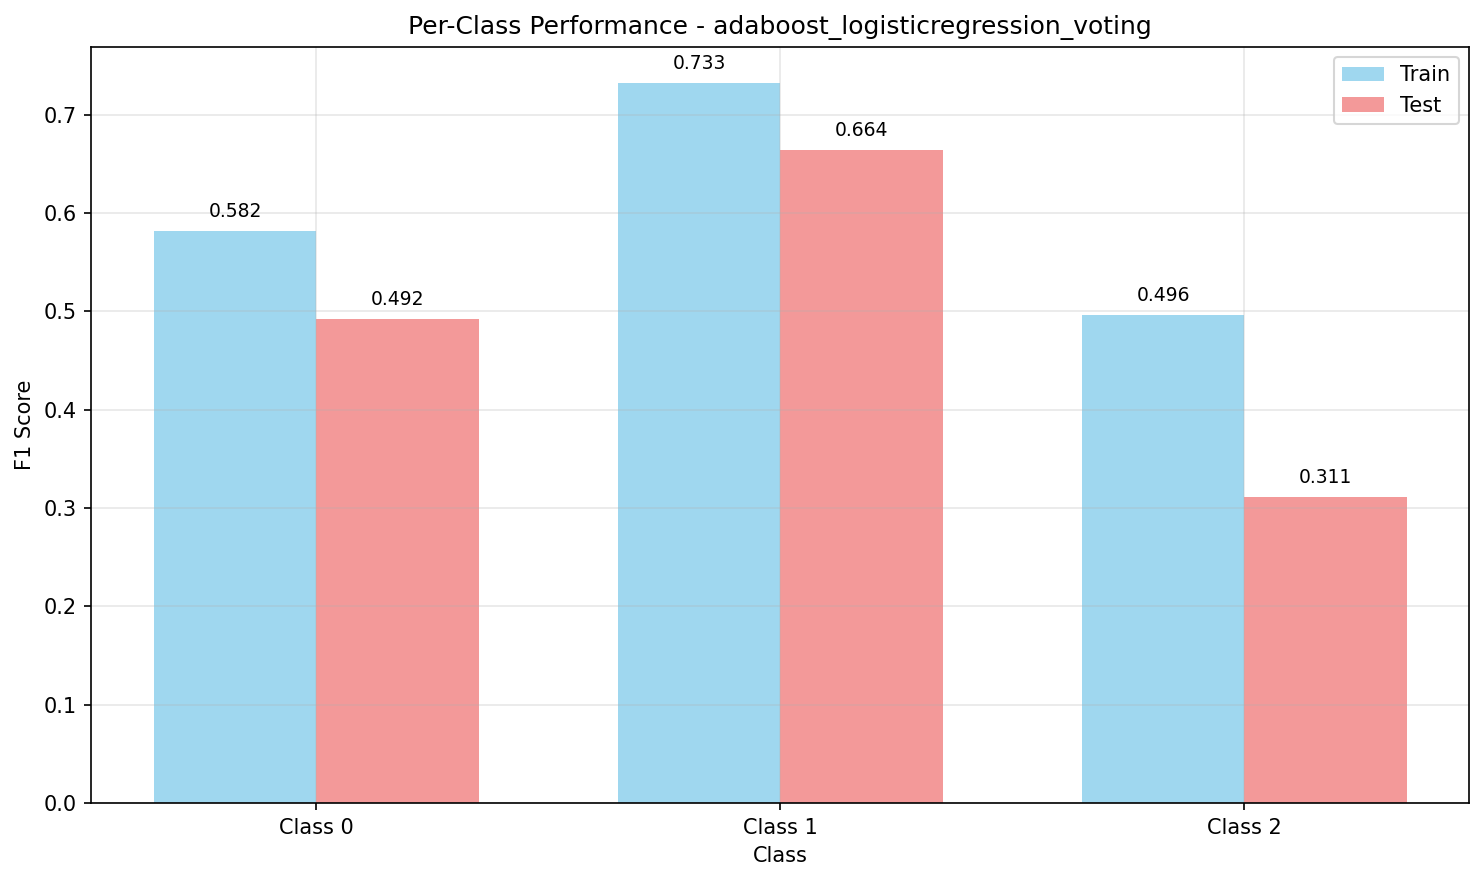 Per-Class Performance - adaboost_logisticregression_voting
Train
Test
0.733
0.664
0.582
0.492
0.496
0.311
F1 Score
0.7
0.6
0.5
0.4
0.3
0.2
0.1
0.0
Class 0
Class 1
Class 2
Class